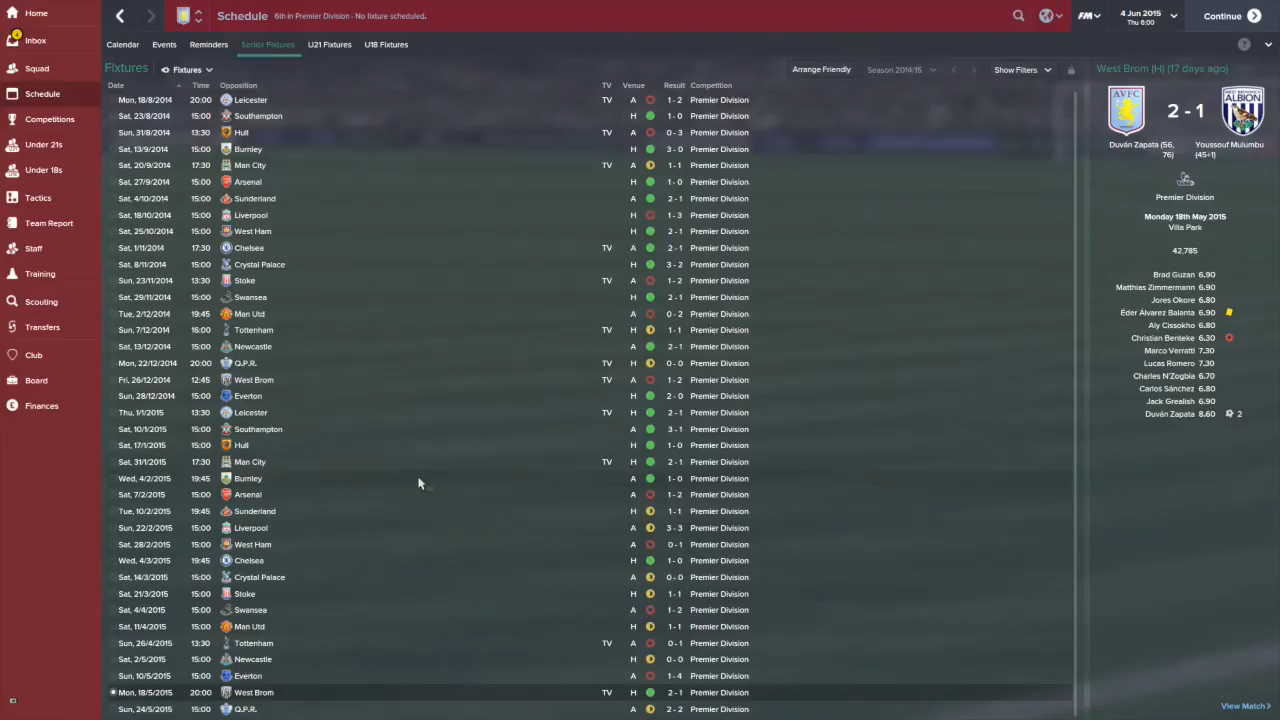 Home
Schedule
6th in Premier Division - No fixture scheduled.
FM
4 Jun 2015
Thu 6:00
Continue
4
Inbox
Squad
Schedule
Competitions
Under 21s
Under 18s
Tactics
Team Report
Staff
Training
Scouting
Transfers
Club
Board
Finances
Calendar Events Reminders Senior Fixtures U21 Fixtures U18 Fixtures ?
Fixtures Fixtures Arrange Friendly Season 2014/15 Show Filters
Date Time Opposition TV Venue Result Competition
Mon, 18/8/2014 20:00 Leicester TV A 1 - 2 Premier Division
Sat, 23/8/2014 15:00 Southampton H 1 - 0 Premier Division
Sun, 31/8/2014 13:30 Hull TV A 0 - 3 Premier Division
Sat, 13/9/2014 15:00 Burnley H 3 - 0 Premier Division
Sat, 20/9/2014 17:30 Man City TV A 1 - 1 Premier Division
Sat, 27/9/2014 15:00 Arsenal H 1 - 0 Premier Division
Sat, 4/10/2014 15:00 Sunderland A 2 - 1 Premier Division
Sat, 18/10/2014 15:00 Liverpool H 1 - 3 Premier Division
Sat, 25/10/2014 15:00 West Ham H 2 - 1 Premier Division
Sat, 1/11/2014 17:30 Chelsea TV A 2 - 1 Premier Division
Sat, 8/11/2014 15:00 Crystal Palace H 3 - 2 Premier Division
Sun, 23/11/2014 13:30 Stoke TV A 1 - 2 Premier Division
Sat, 29/11/2014 15:00 Swansea H 2 - 1 Premier Division
Tue, 2/12/2014 19:45 Man Utd A 0 - 2 Premier Division
Sun, 7/12/2014 16:00 Tottenham TV H 1 - 1 Premier Division
Sat, 13/12/2014 15:00 Newcastle A 2 - 1 Premier Division
Mon, 22/12/2014 20:00 Q.P.R. TV H 0 - 0 Premier Division
Fri, 26/12/2014 12:45 West Brom TV A 1 - 2 Premier Division
Sun, 28/12/2014 15:00 Everton H 2 - 0 Premier Division
Thu, 1/1/2015 13:30 Leicester TV H 2 - 1 Premier Division
Sat, 10/1/2015 15:00 Southampton A 3 - 1 Premier Division
Sat, 17/1/2015 15:00 Hull H 1 - 0 Premier Division
Sat, 31/1/2015 17:30 Man City TV H 2 - 1 Premier Division
Wed, 4/2/2015 19:45 Burnley A 1 - 0 Premier Division
Sat, 7/2/2015 15:00 Arsenal A 1 - 2 Premier Division
Tue, 10/2/2015 19:45 Sunderland H 1 - 1 Premier Division
Sun, 22/2/2015 15:00 Liverpool A 3 - 3 Premier Division
Sat, 28/2/2015 15:00 West Ham A 0 - 1 Premier Division
Wed, 4/3/2015 19:45 Chelsea H 1 - 0 Premier Division
Sat, 14/3/2015 15:00 Crystal Palace A 0 - 0 Premier Division
Sat, 21/3/2015 15:00 Stoke H 1 - 1 Premier Division
Sat, 4/4/2015 15:00 Swansea A 1 - 2 Premier Division
Sat, 11/4/2015 15:00 Man Utd H 1 - 1 Premier Division
Sun, 26/4/2015 13:30 Tottenham TV A 0 - 1 Premier Division
Sat, 2/5/2015 15:00 Newcastle H 0 - 0 Premier Division
Sun, 10/5/2015 15:00 Everton A 1 - 4 Premier Division
Mon, 18/5/2015 20:00 West Brom TV H 2 - 1 Premier Division
Sun, 24/5/2015 15:00 Q.P.R. A 2 - 2 Premier Division
West Brom (H) (17 days ago)
AVFC 2 - 1 WEST BROMWICH ALBION
Duván Zapata (56, 76)
Youssouf Mulumbu (45+1)
Premier Division
Monday 18th May 2015
Villa Park
42,785
Brad Guzan 6.90
Matthias Zimmermann 6.90
Jores Okore 6.80
Éder Álvarez Balanta 6.90
Aly Cissokho 6.80
Christian Benteke 6.30
Marco Verratti 7.30
Lucas Romero 7.30
Charles N'Zogbia 6.70
Carlos Sánchez 6.80
Jack Grealish 6.90
Duván Zapata 8.60 2
View Match